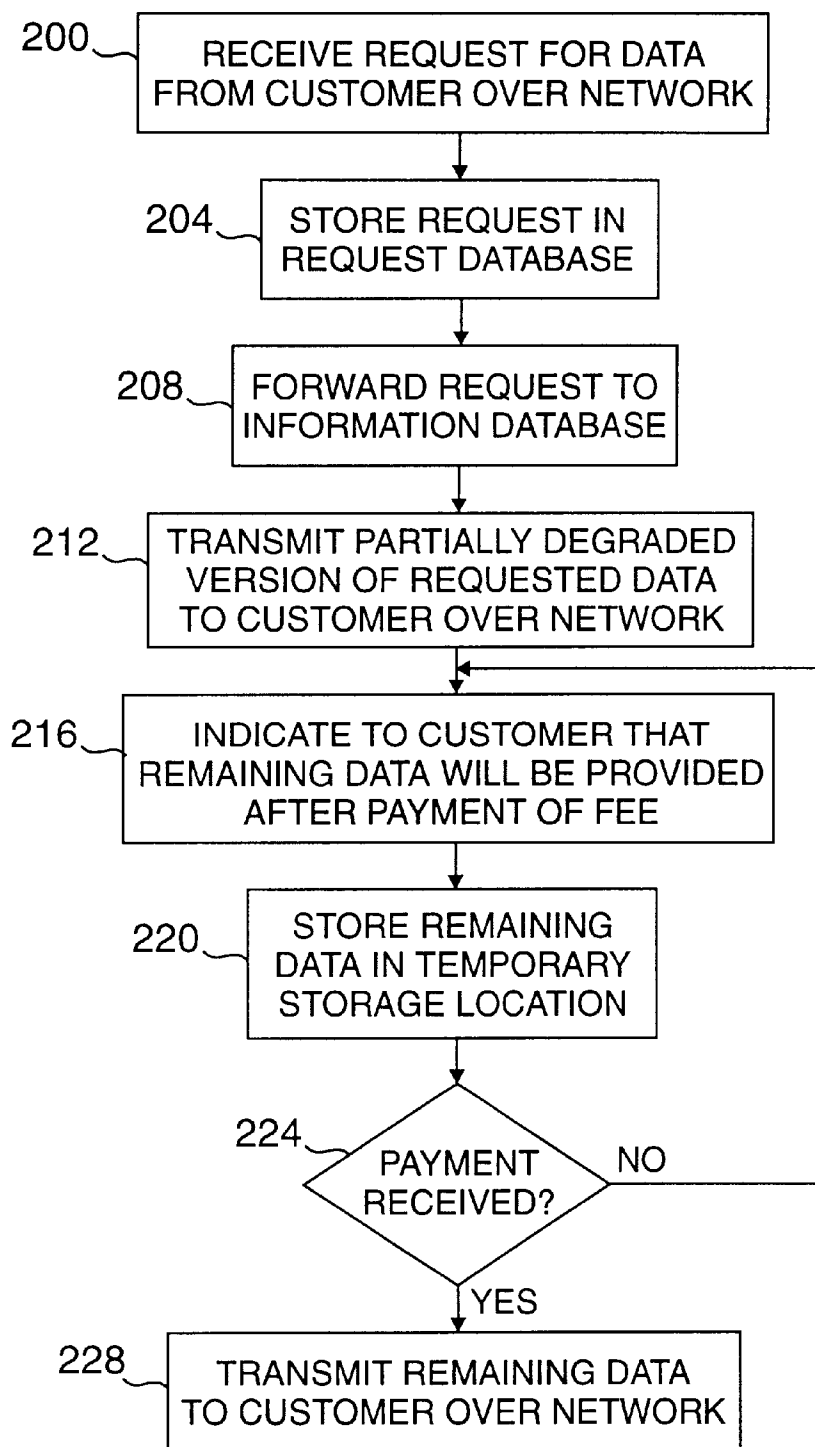 200
RECEIVE REQUEST FOR DATA
FROM CUSTOMER OVER NETWORK
204
STORE REQUEST IN
REQUEST DATABASE
208
FORWARD REQUEST TO
INFORMATION DATABASE
212
TRANSMIT PARTIALLY DEGRADED
VERSION OF REQUESTED DATA
TO CUSTOMER OVER NETWORK
216
INDICATE TO CUSTOMER THAT
REMAINING DATA WILL BE PROVIDED
AFTER PAYMENT OF FEE
220
STORE REMAINING
DATA IN TEMPORARY
STORAGE LOCATION
224
PAYMENT
RECEIVED?
NO
YES
228
TRANSMIT REMAINING DATA
TO CUSTOMER OVER NETWORK